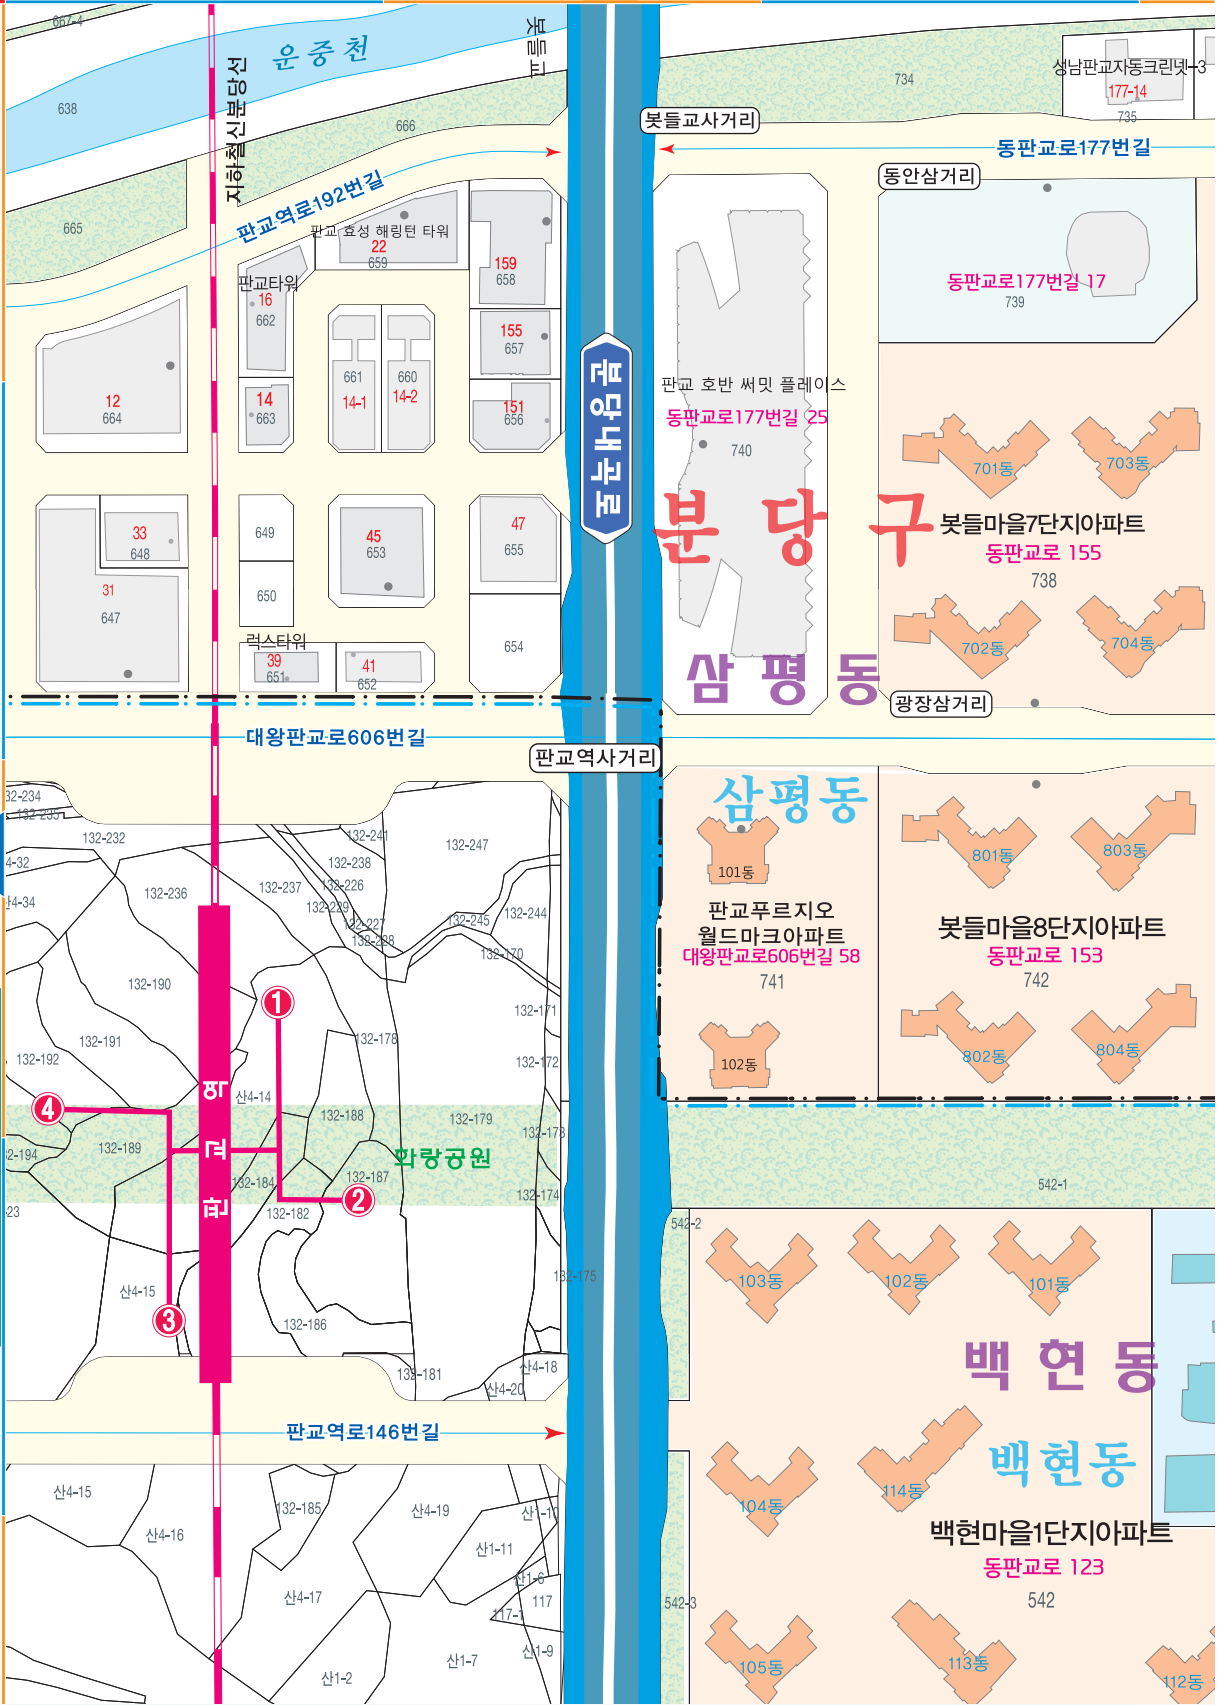 667-4
운중천
봇들교
지하철신분당선
638
666
665
734
성남판교자동크린넷-3
177-14
735
봇들교사거리
동판교로177번길
동안삼거리
판교역로192번길
판교 효성 해링턴 타워
22
659
159
658
판교타워
16
662
155
657
동판교로177번길 17
739
12
664
14
663
661
14-1
660
14-2
151
656
분당내곡로
판교 호반 써밋 플레이스
동판교로177번길 25
740
701동
703동
분당구
봇들마을7단지아파트
동판교로 155
738
33
648
649
45
653
47
655
31
647
650
654
702동
704동
럭스타워
39
651
41
652
삼평동
광장삼거리
대왕판교로606번길
판교역사거리
삼평동
32-234
132-235
132-232
132-241
132-247
132-238
4-32
132-236
132-237
132-226
132-229
132-227
132-228
132-245
132-244
132-170
101동
801동
803동
판교푸르지오
월드마크아파트
대왕판교로606번길 58
741
봇들마을8단지아파트
동판교로 153
742
132-190
1
132-171
132-191
132-178
132-192
132-172
102동
802동
804동
산4-14
4
132-188
132-179
132-173
2-194
132-189
판교역
화랑공원
132-184
132-187
2
132-174
132-182
23
542-1
542-2
132-175
산4-15
3
132-186
132-181
산4-18
산4-20
103동
102동
101동
백현동
판교역로146번길
백현동
산4-15
132-185
산4-19
산4-16
산1-11
산1-6
117
117-1
산4-17
산1-9
산1-7
산1-2
104동
114동
백현마을1단지아파트
동판교로 123
542
542-3
105동
113동
112동